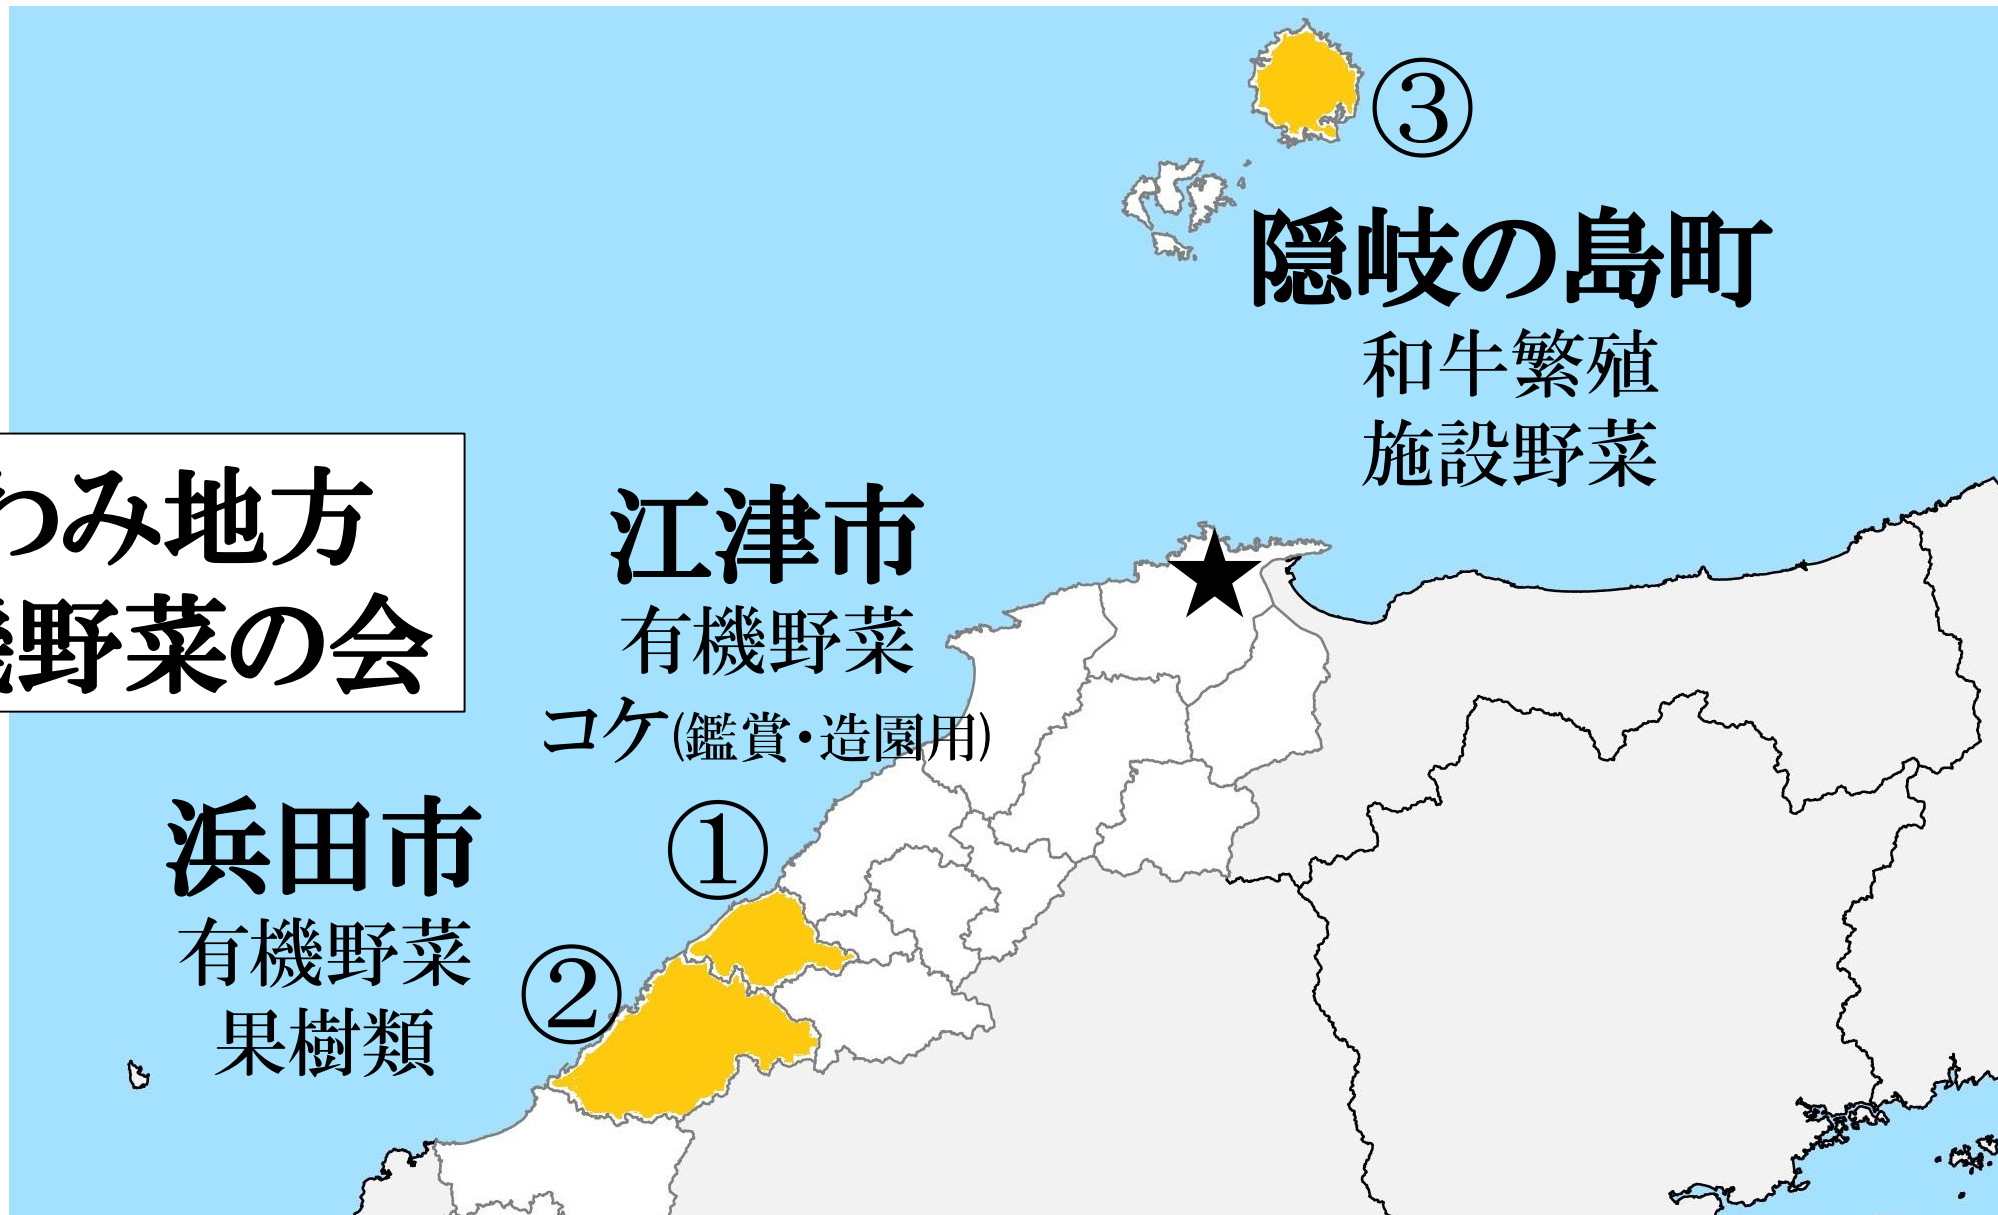 ③
隠岐の島町
和牛繁殖
施設野菜
わみ地方
野菜の会
江津市
有機野菜
コケ(鑑賞・造園用)
①
浜田市
有機野菜
果樹類
②